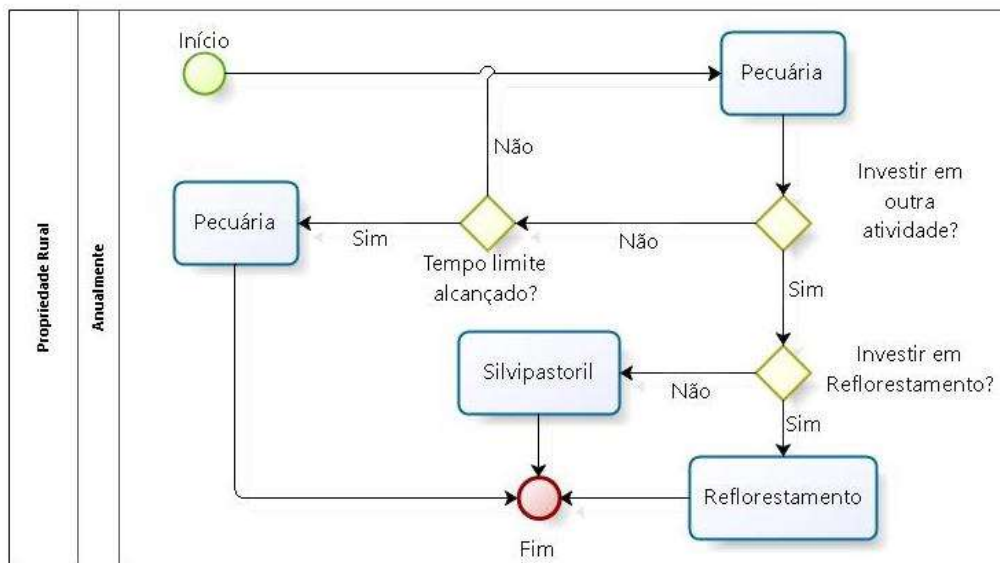 Propriedade Rural
Anualmente
Início
Pecuária
Não
Investir em
outra
atividade?
Pecuária
Sim
Não
Tempo limite
alcançado?
Sim
Silvipastoril
Não
Investir em
Reflorestamento?
Sim
Reflorestamento
Fim